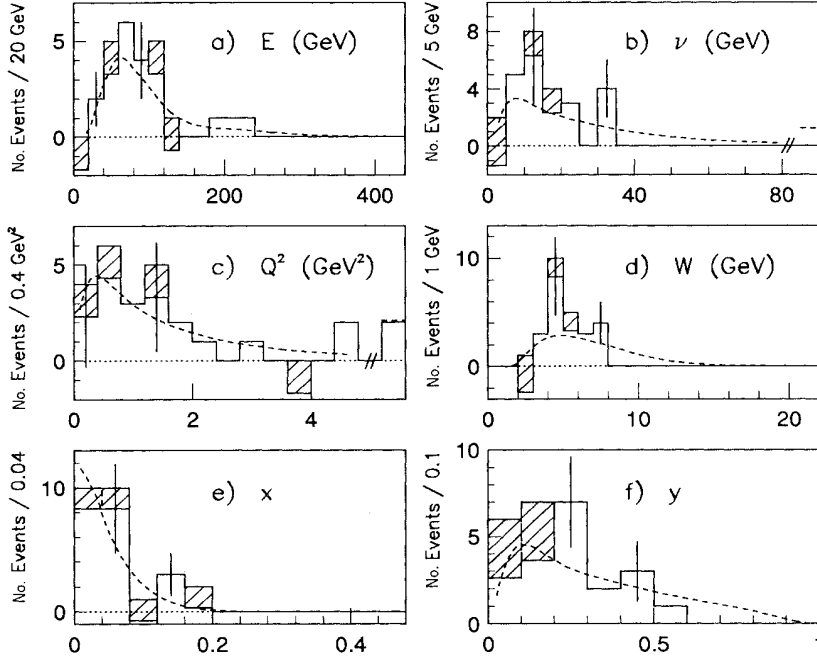 No. Events / 20 GeV
5
0
a) E (GeV)
0 200 400
No. Events / 5 GeV
8
4
0
b) ν (GeV)
0 40 80
No. Events / 0.4 GeV²
5
0
c) Q² (GeV²)
0 2 4
No. Events / 1 GeV
10
0
d) W (GeV)
0 10 20
No. Events / 0.04
10
0
e) x
0 0.2 0.4
No. Events / 0.1
10
5
0
f) y
0 0.5 1